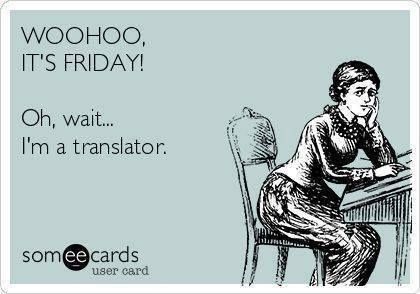 WOOHOO,
IT'S FRIDAY!
Oh, wait...
I'm a translator.
someecards
user card